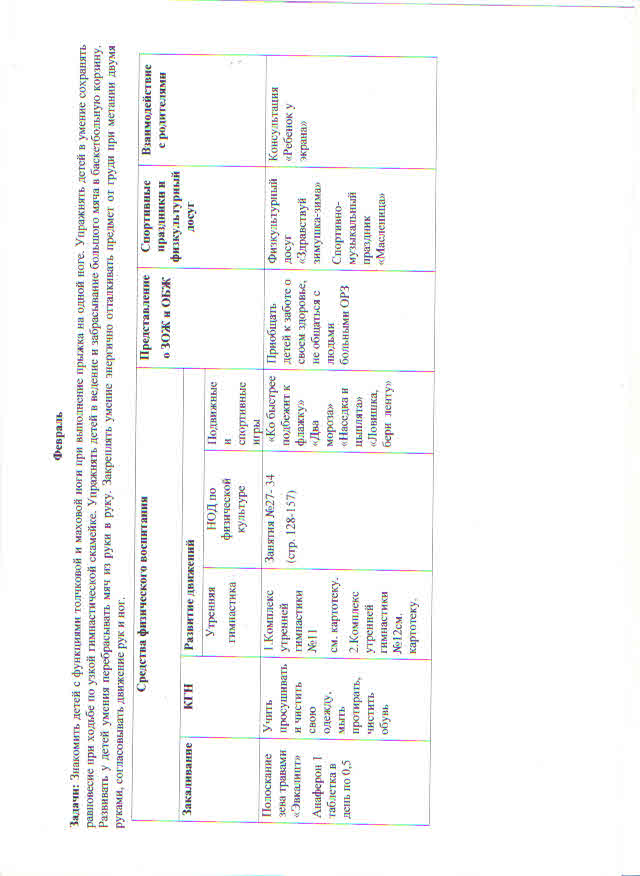 Февраль
Задачи: Знакомить детей с функциями толчковой и маховой ноги при выполнение прыжка на одной ноге. Упражнять детей в умение сохранять
равновесие при ходьбе по узкой гимнастической скамейке. Упражнять детей в ведение и забрасывание большого мяча в баскетбольную корзину.
Развивать у детей умения перебрасывать мяч из руки в руку. Закреплять умение энергично отталкивать предмет от груди при метании двумя
руками, согласовывать движение рук и ног.
Средства физического воспитания
Представление
о ЗОЖ и ОБЖ
Спортивные
праздники и
физкультурный
досуг
Взаимодействие
с родителями
Закаливание
КГН
Развитие движений
Утренняя
гимнастика
НОД по
физической
культуре
Подвижные
и
спортивные
игры
Полоскание
зева травами
«Эвкалипт»
Анаферон 1
таблетка в
день по 0,5
Учить
просушивать
и чистить
свою
одежду,
мыть
протирать,
чистить
обувь
1.Комплекс
утренней
гимнастики
№11
см. картотеку.
2.Комплекс
утренней
гимнастики
№12см.
картотеку.
Занятия №27- 34
(стр. 128-157)
«Ко быстрее
подбежит к
флажку»
«Два
мороза»
«Наседка и
цыплята»
«Ловишка,
бери ленту»
Приобщать
детей к заботе о
своем здоровье,
не общаться с
людьми
больными ОРЗ
Физкультурный
досуг
«Здравствуй
зимушка-зима»
Спортивно-
музыкальный
праздник
«Масленица»
Консультация
«Ребенок у
экрана»